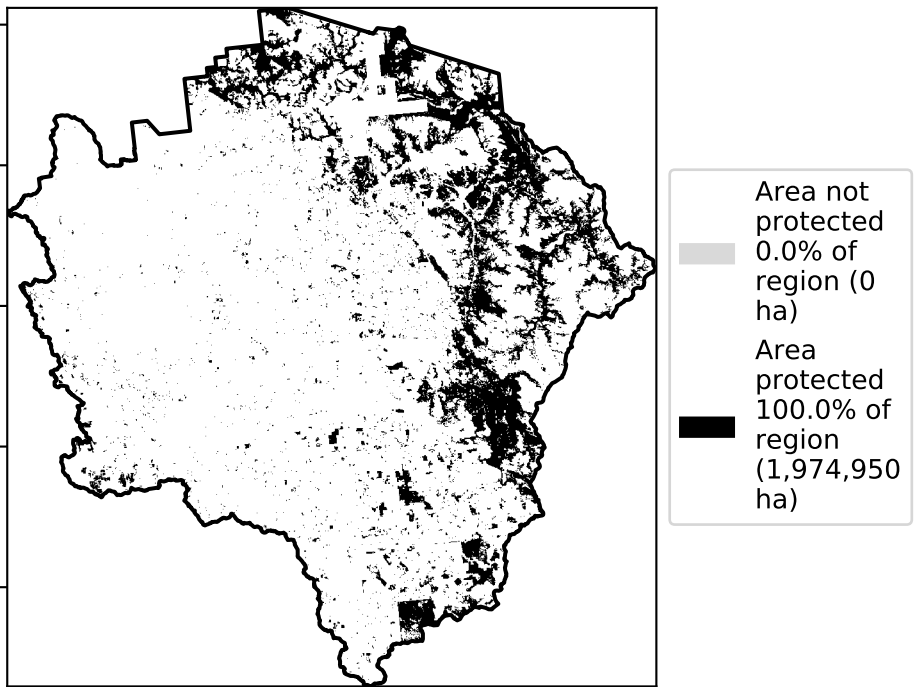 Area not
protected
0.0% of
region (0
ha)
Area
protected
100.0% of
region
(1,974,950
ha)